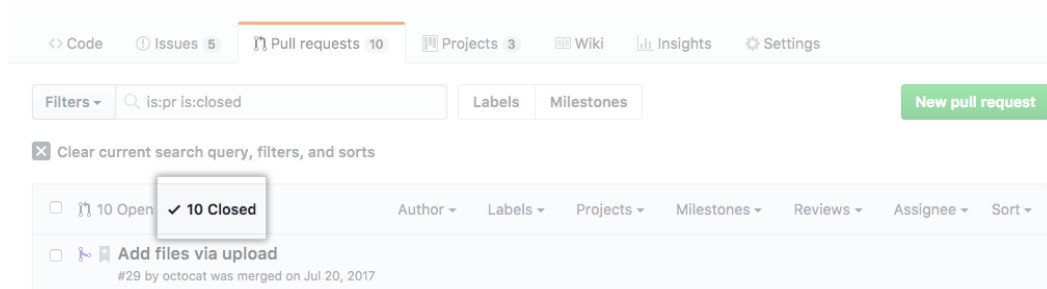 Code Issues 5 Pull requests 10 Projects 3 Wiki Insights Settings
Filters is:pr is:closed Labels Milestones New pull request
Clear current search query, filters, and sorts
10 Open 10 Closed Author Labels Projects Milestones Reviews Assignee Sort
Add files via upload
#29 by octocat was merged on Jul 20, 2017